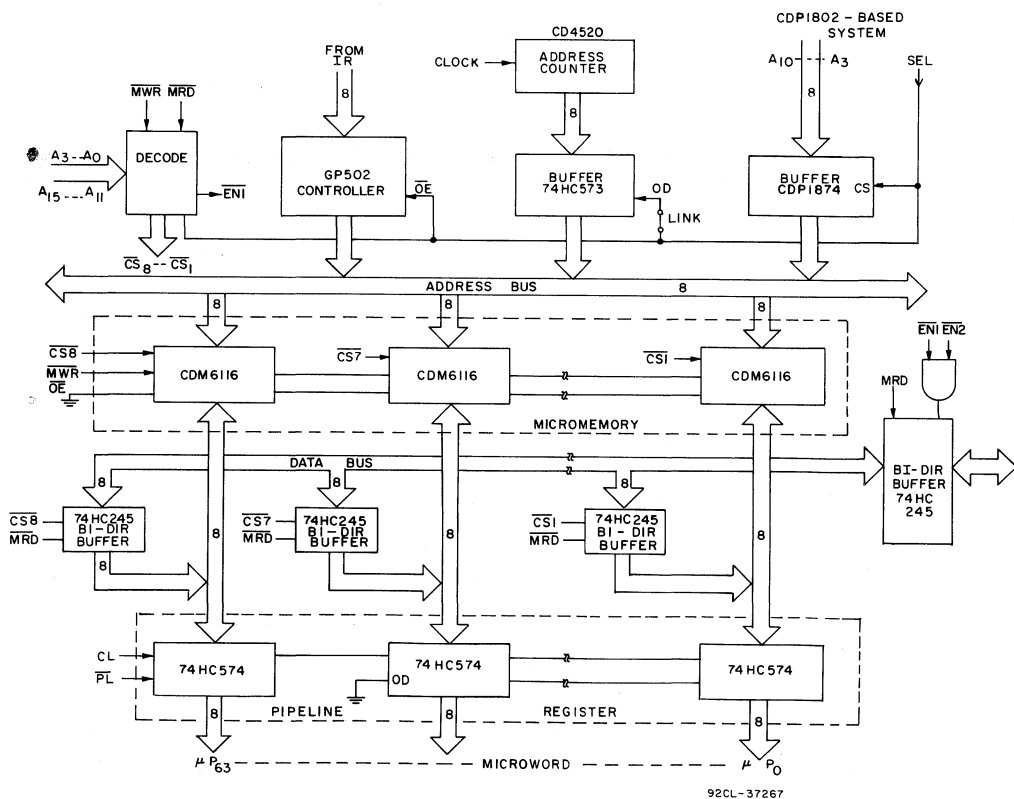 CDP1802-BASED
SYSTEM
A10 --- A3
SEL
8
CD4520
ADDRESS
COUNTER
CLOCK
8
FROM
IR
8
MWR MRD
DECODE
A3--A0
A15---A11
EN1
CS8--CS1
GP502
CONTROLLER
OE
BUFFER
74HC573
OD
LINK
BUFFER
CDP1874
CS
ADDRESS BUS 8
8
8
8
CS8
MWR
OE
CDM6116
CS7
CDM6116
CS1
CDM6116
MICROMEMORY
EN1 EN2
MRD
BI-DIR
BUFFER
74HC
245
DATA BUS
8
8
8
CS8
MRD
74HC245
BI-DIR
BUFFER
8
CS7
MRD
74HC245
BI-DIR
BUFFER
CS1
MRD
74HC245
BI-DIR
BUFFER
8
8
8
CL
PL
74HC574
74HC574
OD
74HC574
PIPELINE REGISTER
8
8
8
μP63 --- MICROWORD --- μP0
92CL-37267